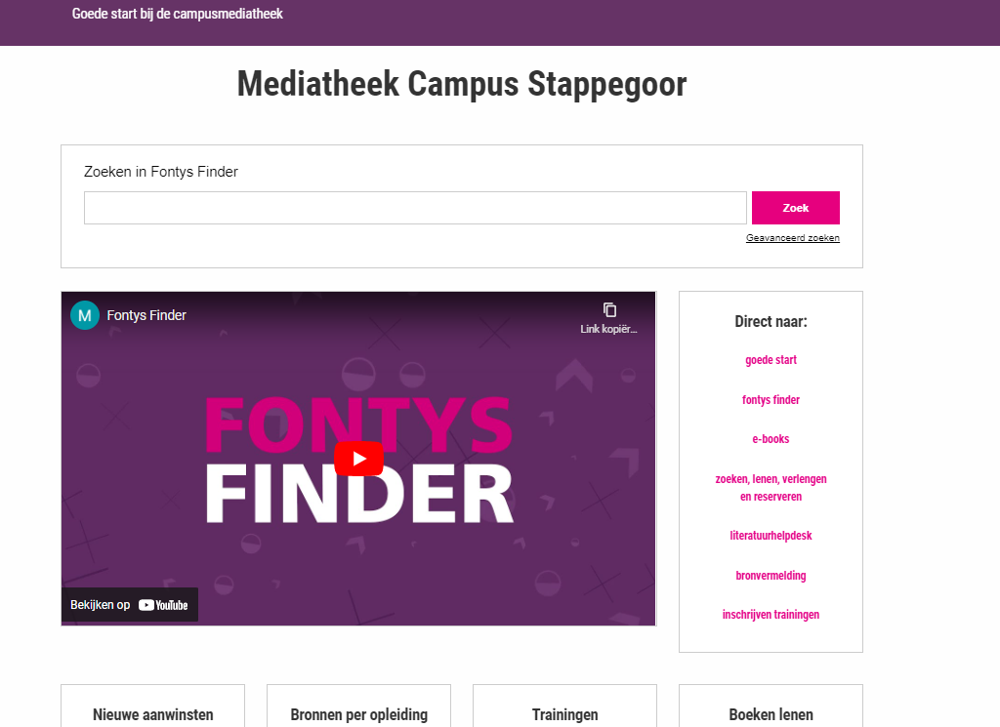 Goede start bij de campusmediatheek
Mediatheek Campus Stappegoor
Zoeken in Fontys Finder
Zoek
Geavanceerd zoeken
M Fontys Finder
Link kopiër...
FONTYS
FINDER
Bekijken op YouTube
Direct naar:
goede start
fontys finder
e-books
zoeken, lenen, verlengen
en reserveren
literatuurhelpdesk
bronvermelding
inschrijven trainingen
Nieuwe aanwinsten
Bronnen per opleiding
Trainingen
Boeken lenen